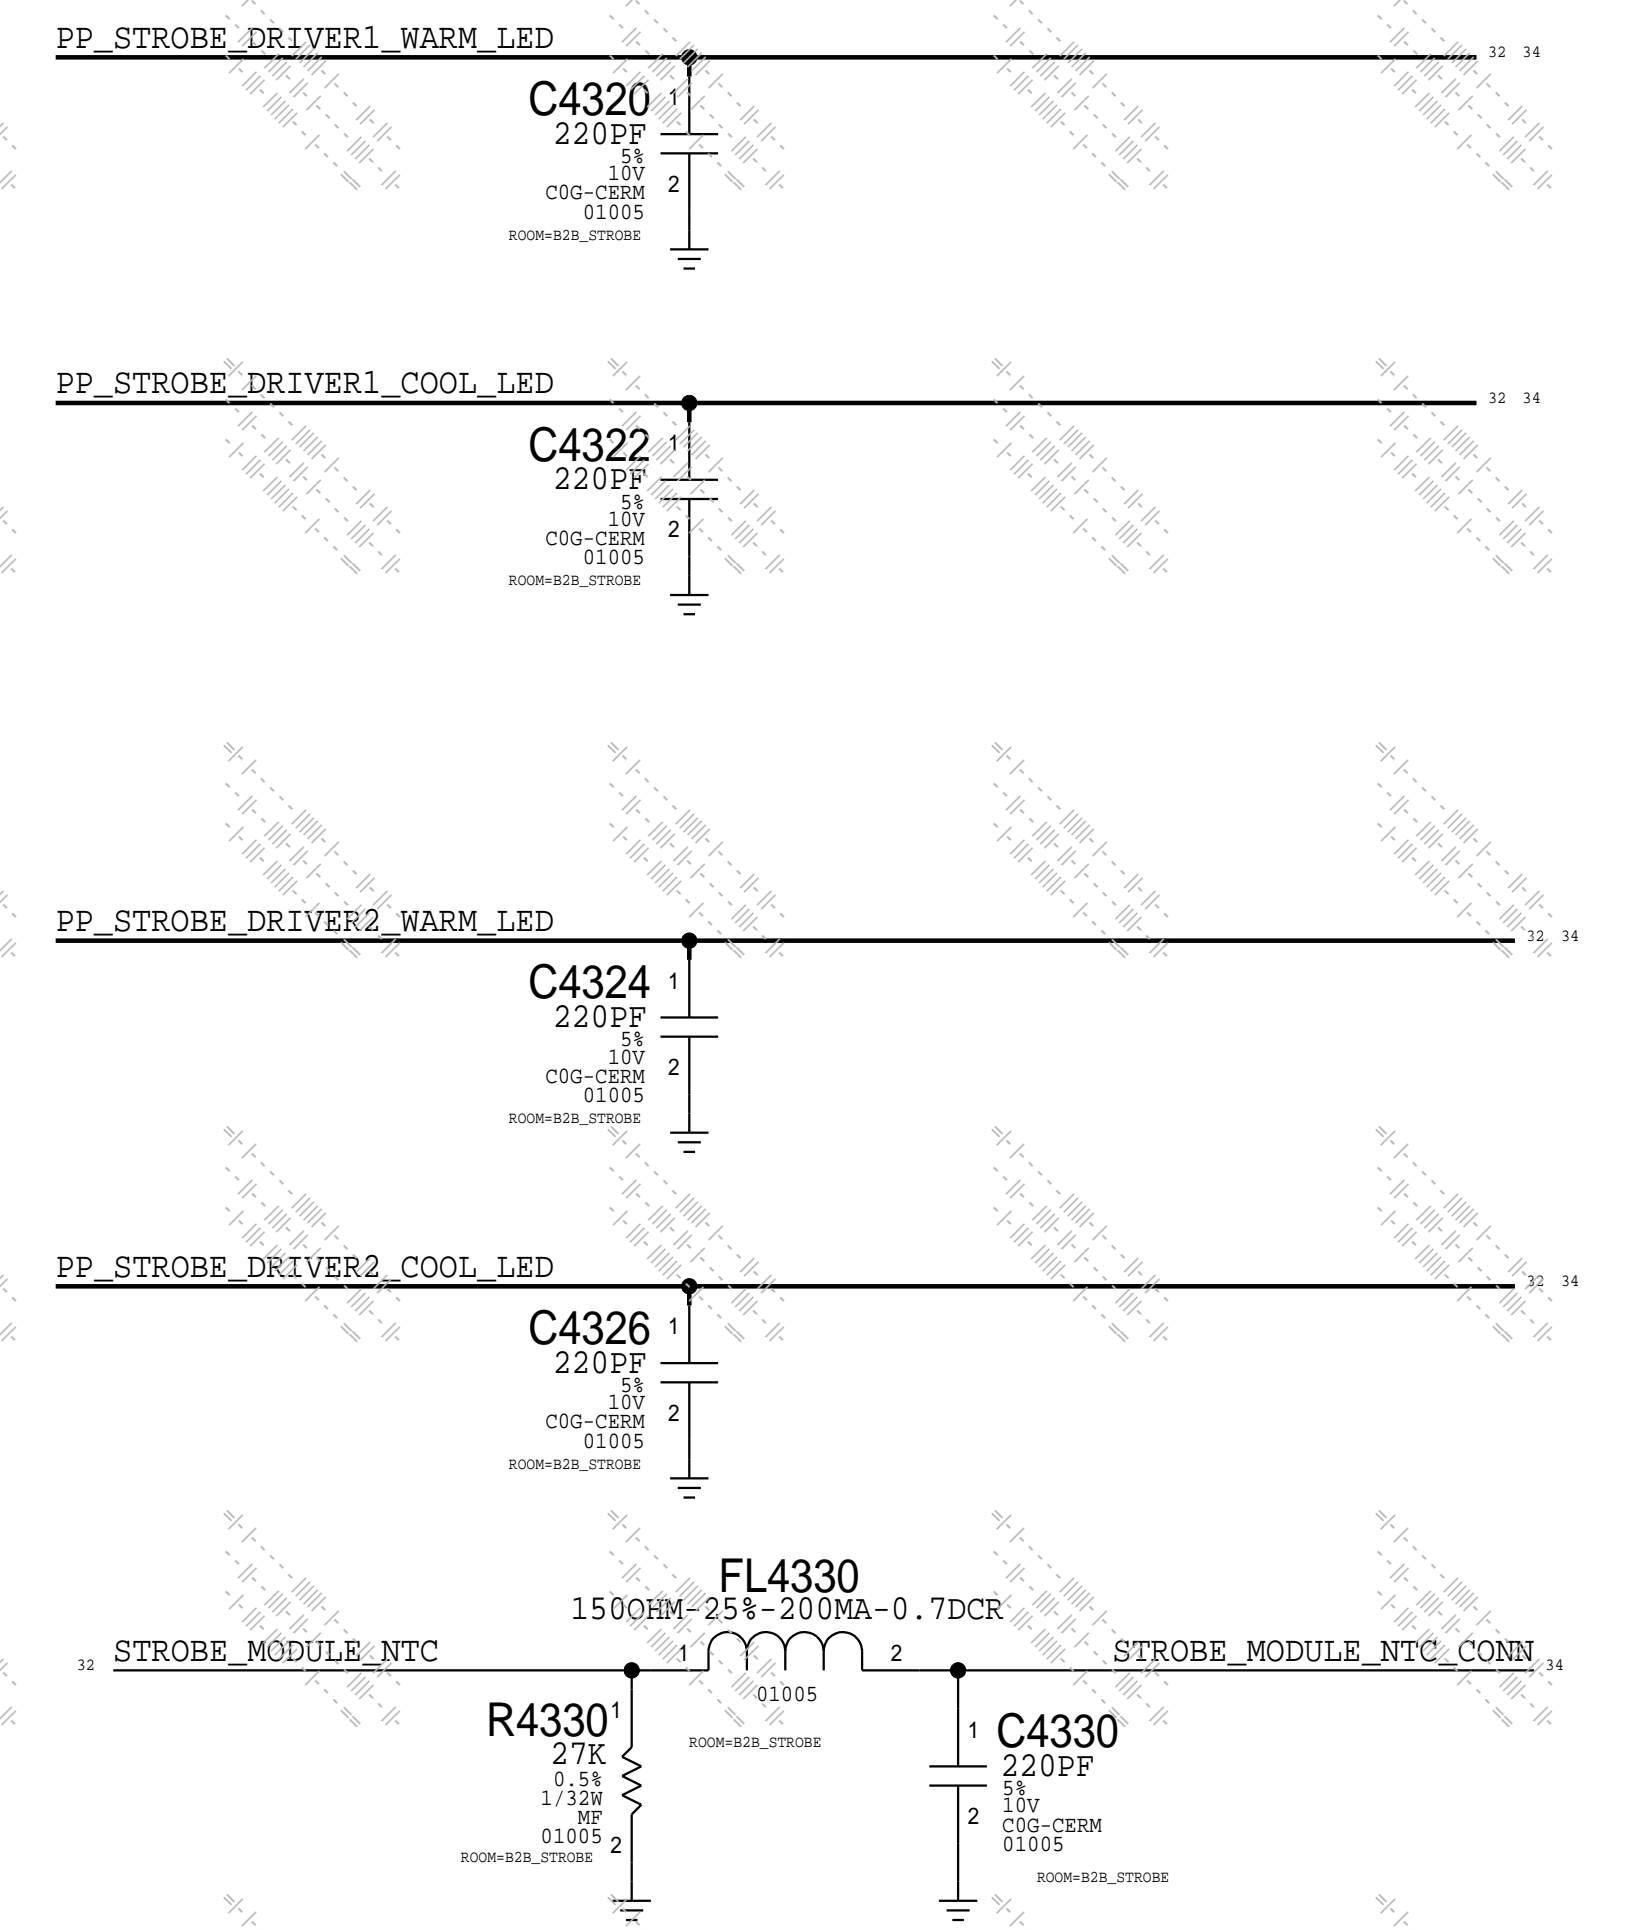 PP_STROBE_DRIVER1_WARM_LED
32 34
C4320 1
220PF
5%
10V
2
C0G-CERM
01005
ROOM=B2B_STROBE
PP_STROBE_DRIVER1_COOL_LED
32 34
C4322 1
220PF
5%
10V
2
C0G-CERM
01005
ROOM=B2B_STROBE
PP_STROBE_DRIVER2_WARM_LED
32 34
C4324 1
220PF
5%
10V
2
C0G-CERM
01005
ROOM=B2B_STROBE
PP_STROBE_DRIVER2_COOL_LED
32 34
C4326 1
220PF
5%
10V
2
C0G-CERM
01005
ROOM=B2B_STROBE
FL4330
150OHM-25%-200MA-0.7DCR
32 STROBE_MODULE_NTC
1 2
STROBE_MODULE_NTC_CONN 34
01005
ROOM=B2B_STROBE
R4330 1
27K
0.5%
1/32W
MF
01005 2
ROOM=B2B_STROBE
1 C4330
220PF
5%
10V
2
C0G-CERM
01005
ROOM=B2B_STROBE